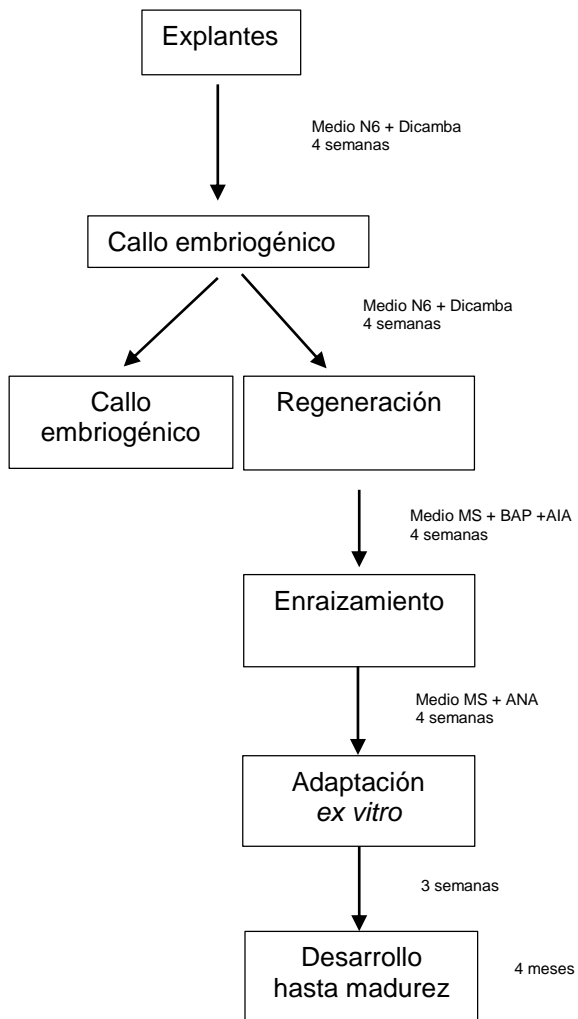 Explantes
Medio N6 + Dicamba
4 semanas
Callo embriogénico
Medio N6 + Dicamba
4 semanas
Callo
embriogénico
Regeneración
Medio MS + BAP +AIA
4 semanas
Enraizamiento
Medio MS + ANA
4 semanas
Adaptación
ex vitro
3 semanas
Desarrollo
hasta madurez
4 meses